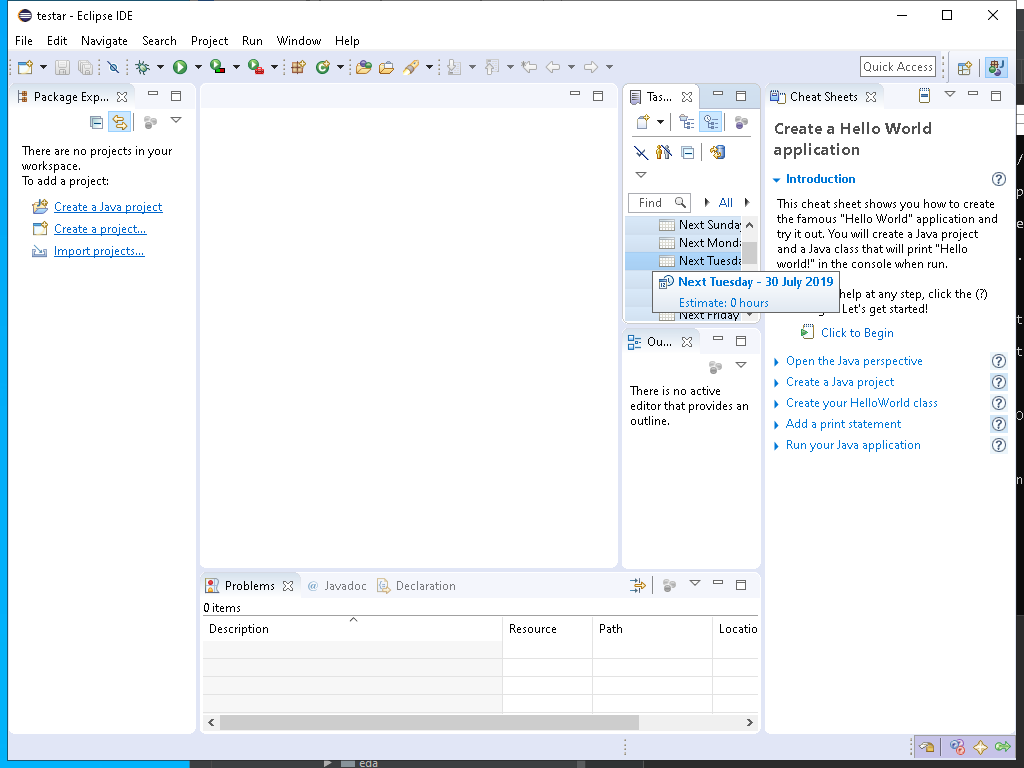 testar - Eclipse IDE
File Edit Navigate Search Project Run Window Help
Quick Access
Package Exp...
There are no projects in your
workspace.
To add a project:
Create a Java project
Create a project...
Import projects...
Tas...
Find
All
Next Sunday
Next Monda
Next Tuesda
Next Tuesday - 30 July 2019
Estimate: 0 hours
Next Friday
Ou...
There is no active
editor that provides an
outline.
Cheat Sheets
Create a Hello World
application
Introduction
This cheat sheet shows you how to create
the famous "Hello World" application and
try it out. You will create a Java project
and a Java class that will print "Hello
world!" in the console when run.
help at any step, click the (?)
Let's get started!
Click to Begin
Open the Java perspective
Create a Java project
Create your HelloWorld class
Add a print statement
Run your Java application
Problems
@ Javadoc
Declaration
0 items
Description Resource Path Locatio
eda